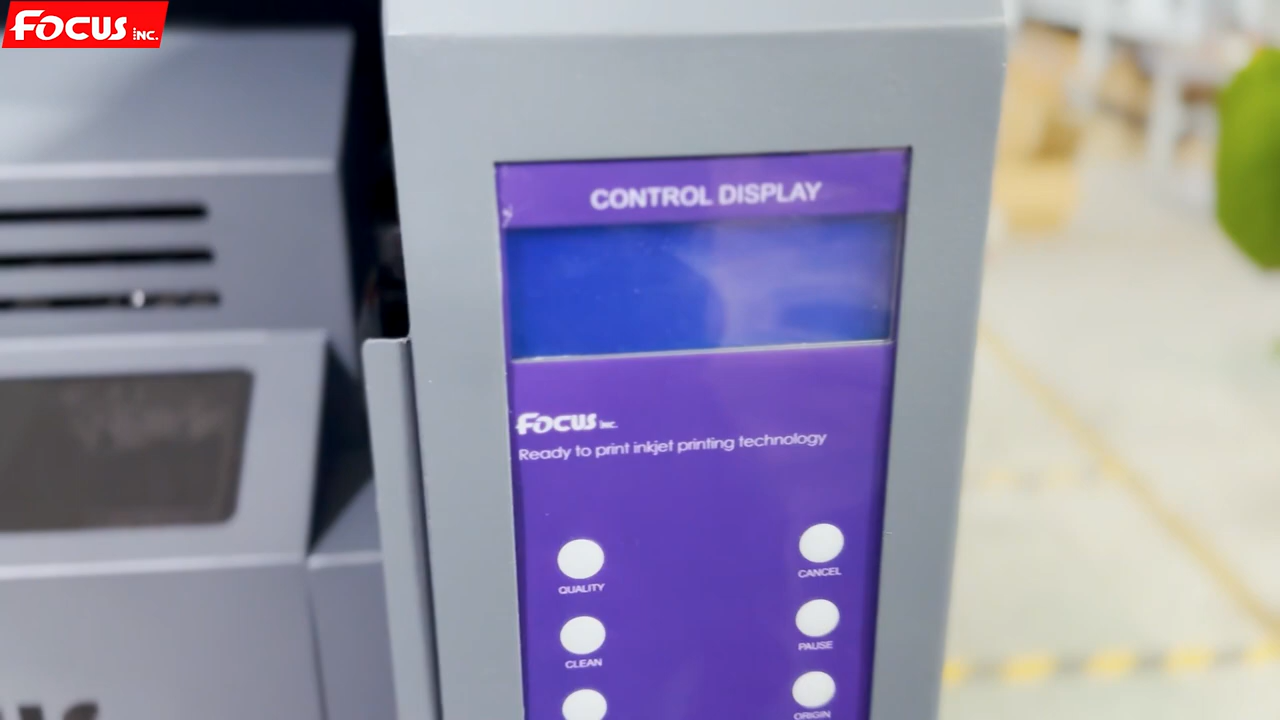 FOCUS INC.
CONTROL DISPLAY
FOCUS Inc.
Ready to print inkjet printing technology
QUALITY
CANCEL
CLEAN
PAUSE
ORIGIN